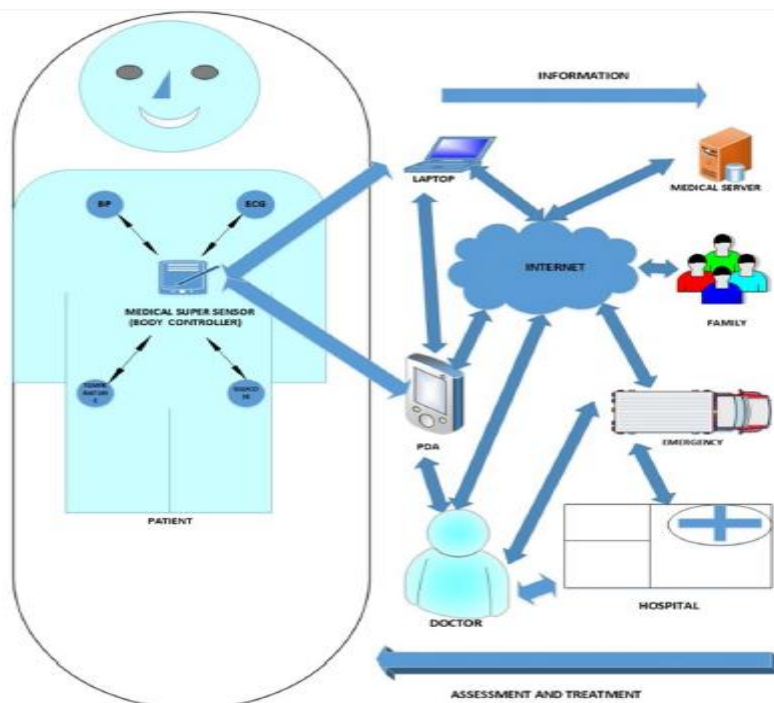 INFORMATION
LAPTOP
MEDICAL SERVER
BP
ECG
INTERNET
MEDICAL SUPER SENSOR
(BODY CONTROLLER)
FAMILY
PDA
EMERGENCY
PATIENT
HOSPITAL
DOCTOR
ASSESSMENT AND TREATMENT